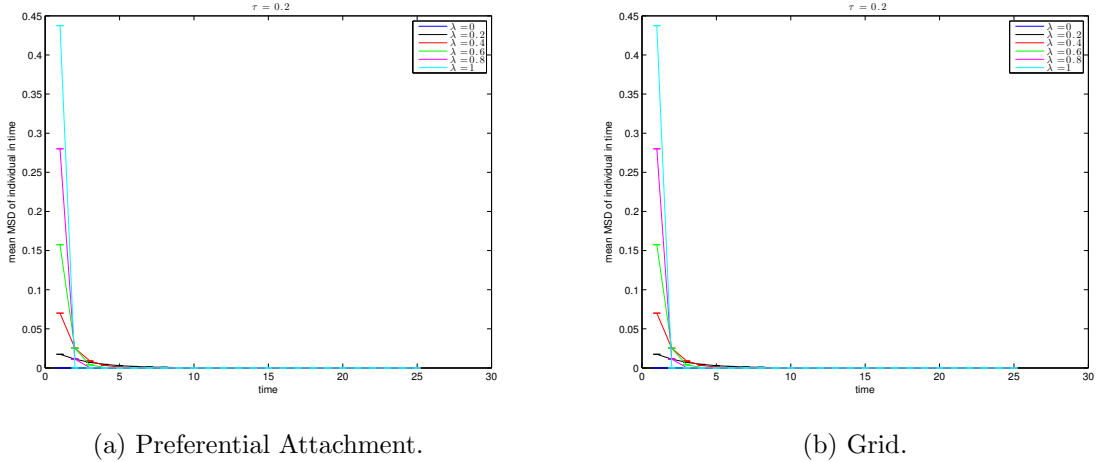 τ = 0.2
0.45
0.4
0.35
0.3
0.25
0.2
0.15
0.1
0.05
0
mean MSD of individual in time
λ =0
λ =0.2
λ =0.4
λ =0.6
λ =0.8
λ =1
0 5 10 15 20 25 30
time
(a) Preferential Attachment.
τ = 0.2
0.45
0.4
0.35
0.3
0.25
0.2
0.15
0.1
0.05
0
mean MSD of individual in time
λ =0
λ =0.2
λ =0.4
λ =0.6
λ =0.8
λ =1
0 5 10 15 20 25 30
time
(b) Grid.